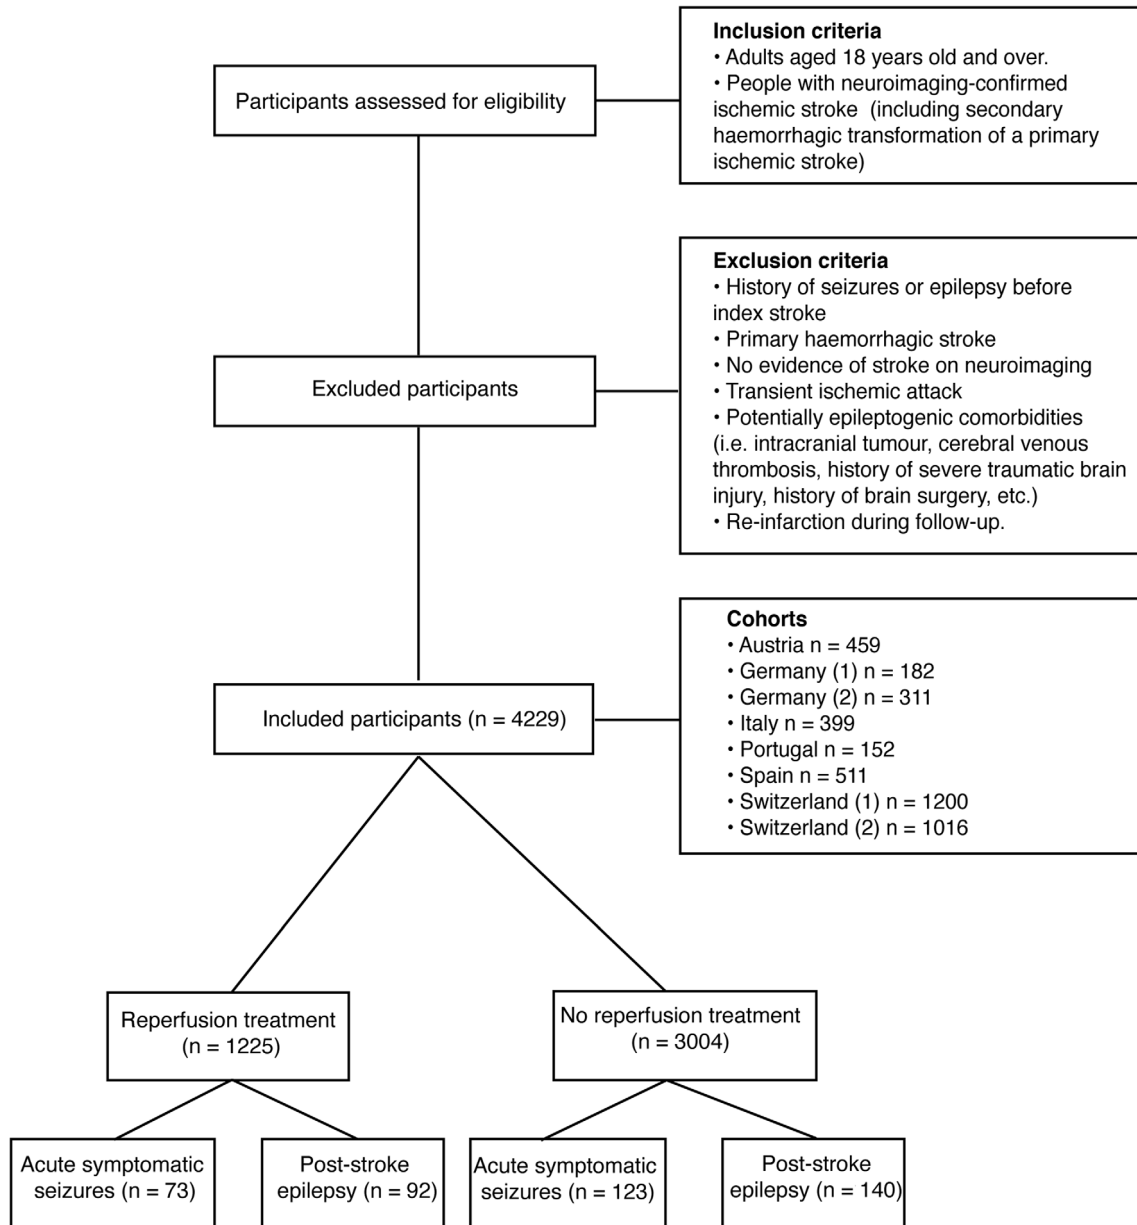 Inclusion criteria
• Adults aged 18 years old and over.
• People with neuroimaging-confirmed
ischemic stroke (including secondary
haemorrhagic transformation of a primary
ischemic stroke)
Participants assessed for eligibility
Exclusion criteria
• History of seizures or epilepsy before
index stroke
• Primary haemorrhagic stroke
• No evidence of stroke on neuroimaging
• Transient ischemic attack
• Potentially epileptogenic comorbidities
(i.e. intracranial tumour, cerebral venous
thrombosis, history of severe traumatic brain
injury, history of brain surgery, etc.)
• Re-infarction during follow-up.
Excluded participants
Cohorts
• Austria n = 459
• Germany (1) n = 182
• Germany (2) n = 311
• Italy n = 399
• Portugal n = 152
• Spain n = 511
• Switzerland (1) n = 1200
• Switzerland (2) n = 1016
Included participants (n = 4229)
Reperfusion treatment
(n = 1225)
No reperfusion treatment
(n = 3004)
Acute symptomatic
seizures (n = 73)
Post-stroke
epilepsy (n = 92)
Acute symptomatic
seizures (n = 123)
Post-stroke
epilepsy (n = 140)